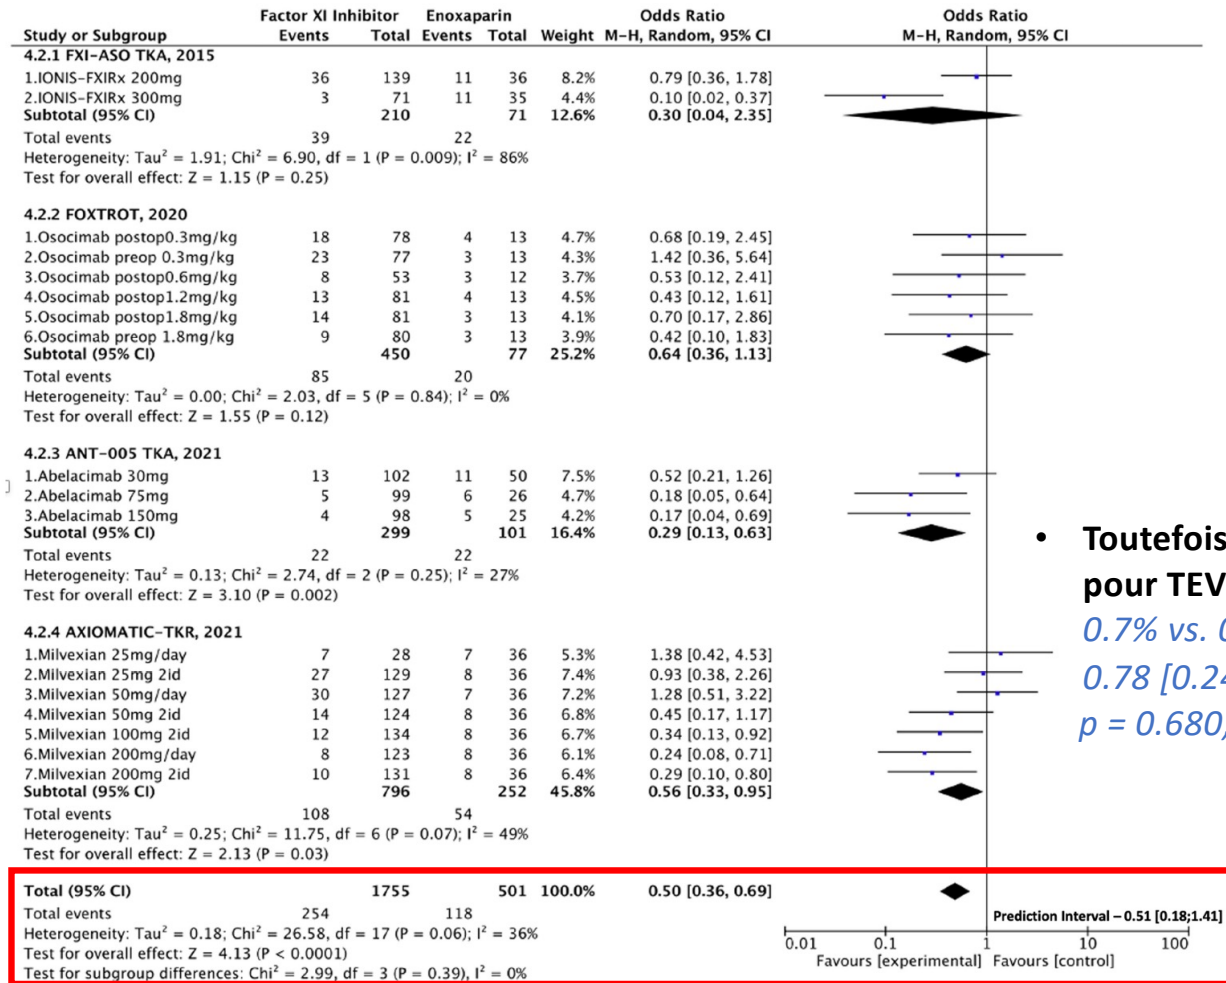 Factor XI Inhibitor Enoxaparin Odds Ratio Odds Ratio
Study or Subgroup Events Total Events Total Weight M-H, Random, 95% CI M-H, Random, 95% CI
4.2.1 FXI-ASO TKA, 2015
1.IONIS-FXIRx 200mg 36 139 11 36 8.2% 0.79 [0.36, 1.78]
2.IONIS-FXIRx 300mg 3 71 11 35 4.4% 0.10 [0.02, 0.37]
Subtotal (95% CI) 210 71 12.6% 0.30 [0.04, 2.35]
Total events 39 22
Heterogeneity: Tau² = 1.91; Chi² = 6.90, df = 1 (P = 0.009); I² = 86%
Test for overall effect: Z = 1.15 (P = 0.25)
4.2.2 FOXTROT, 2020
1.Osocimab postop0.3mg/kg 18 78 4 13 4.7% 0.68 [0.19, 2.45]
2.Osocimab preop 0.3mg/kg 23 77 3 13 4.3% 1.42 [0.36, 5.64]
3.Osocimab postop0.6mg/kg 8 53 3 12 3.7% 0.53 [0.12, 2.41]
4.Osocimab postop1.2mg/kg 13 81 4 13 4.5% 0.43 [0.12, 1.61]
5.Osocimab postop1.8mg/kg 14 81 3 13 4.1% 0.70 [0.17, 2.86]
6.Osocimab preop 1.8mg/kg 9 80 3 13 3.9% 0.42 [0.10, 1.83]
Subtotal (95% CI) 450 77 25.2% 0.64 [0.36, 1.13]
Total events 85 20
Heterogeneity: Tau² = 0.00; Chi² = 2.03, df = 5 (P = 0.84); I² = 0%
Test for overall effect: Z = 1.55 (P = 0.12)
4.2.3 ANT-005 TKA, 2021
1.Abelacimab 30mg 13 102 11 50 7.5% 0.52 [0.21, 1.26]
2.Abelacimab 75mg 5 99 6 26 4.7% 0.18 [0.05, 0.64]
3.Abelacimab 150mg 4 98 5 25 4.2% 0.17 [0.04, 0.69]
Subtotal (95% CI) 299 101 16.4% 0.29 [0.13, 0.63]
Total events 22 22
Heterogeneity: Tau² = 0.13; Chi² = 2.74, df = 2 (P = 0.25); I² = 27%
Test for overall effect: Z = 3.10 (P = 0.002)
4.2.4 AXIOMATIC-TKR, 2021
1.Milvexian 25mg/day 7 28 7 36 5.3% 1.38 [0.42, 4.53]
2.Milvexian 25mg 2id 27 129 8 36 7.4% 0.93 [0.38, 2.26]
3.Milvexian 50mg/day 30 127 7 36 7.2% 1.28 [0.51, 3.22]
4.Milvexian 50mg 2id 14 124 8 36 6.8% 0.45 [0.17, 1.17]
5.Milvexian 100mg 2id 12 134 8 36 6.7% 0.34 [0.13, 0.92]
6.Milvexian 200mg/day 8 123 8 36 6.1% 0.24 [0.08, 0.71]
7.Milvexian 200mg 2id 10 131 8 36 6.4% 0.29 [0.10, 0.80]
Subtotal (95% CI) 796 252 45.8% 0.56 [0.33, 0.95]
Total events 108 54
Heterogeneity: Tau² = 0.25; Chi² = 11.75, df = 6 (P = 0.07); I² = 49%
Test for overall effect: Z = 2.13 (P = 0.03)
Total (95% CI) 1755 501 100.0% 0.50 [0.36, 0.69]
Total events 254 118
Heterogeneity: Tau² = 0.18; Chi² = 26.58, df = 17 (P = 0.06); I² = 36%
Test for overall effect: Z = 4.13 (P < 0.0001)
Test for subgroup differences: Chi² = 2.99, df = 3 (P = 0.39), I² = 0%
Prediction Interval – 0.51 [0.18;1.41]
0.01 0.1 1 10 100
Favours [experimental] Favours [control]
• Toutefois
pour TEV
0.7% vs. 0
0.78 [0.24
p = 0.680)